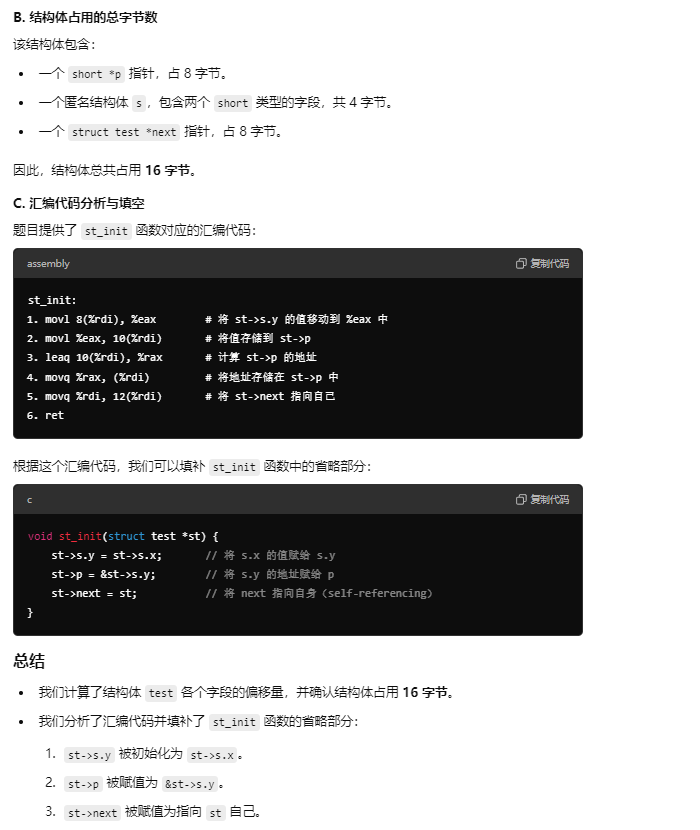 B. 结构体占用的总字节数
该结构体包含：
• 一个 short *p 指针，占 8 字节。
• 一个匿名结构体 s，包含两个 short 类型的字段，共 4 字节。
• 一个 struct test *next 指针，占 8 字节。
因此，结构体总共占用 16 字节。
C. 汇编代码分析与填空
题目提供了 st_init 函数对应的汇编代码：
assembly 复制代码
st_init:
1. movl 8(%rdi), %eax # 将 st->s.y 的值移动到 %eax 中
2. movl %eax, 10(%rdi) # 将值存储到 st->p
3. leaq 10(%rdi), %rax # 计算 st->p 的地址
4. movq %rax, (%rdi) # 将地址存储在 st->p 中
5. movq %rdi, 12(%rdi) # 将 st->next 指向自己
6. ret
根据这个汇编代码，我们可以填补 st_init 函数中的省略部分：
c 复制代码
void st_init(struct test *st) {
st->s.y = st->s.x; // 将 s.x 的值赋给 s.y
st->p = &st->s.y; // 将 s.y 的地址赋给 p
st->next = st; // 将 next 指向自身（self-referencing）
}
总结
• 我们计算了结构体 test 各个字段的偏移量，并确认结构体占用 16 字节。
• 我们分析了汇编代码并填补了 st_init 函数的省略部分：
1. st->s.y 被初始化为 st->s.x。
2. st->p 被赋值为 &st->s.y。
3. st->next 被赋值为指向 st 自己。